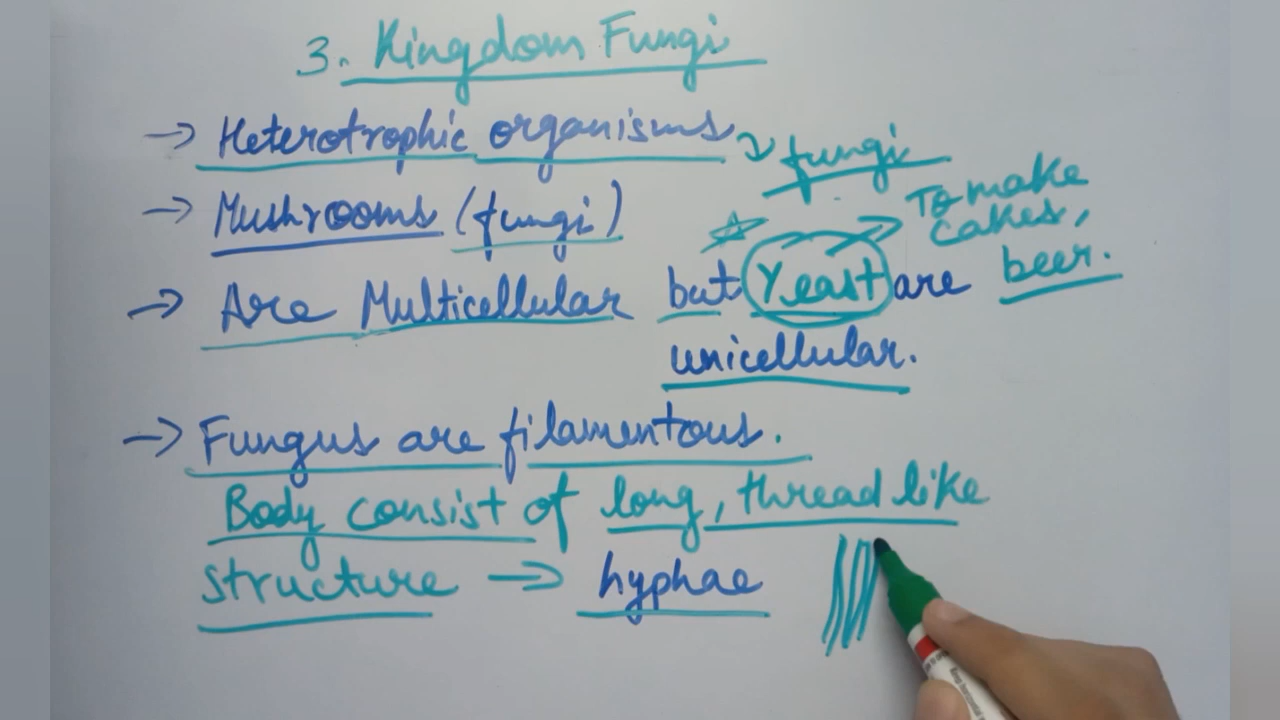 3. Kingdom Fungi
→ Heterotrophic organisms
fungi
→ Mushrooms (fungi)
To make
cakes,
beer.
→ Are Multicellular but Yeast are
unicellular.
→ Fungus are filamentous.
Body consist of long, thread like
structure → hyphae